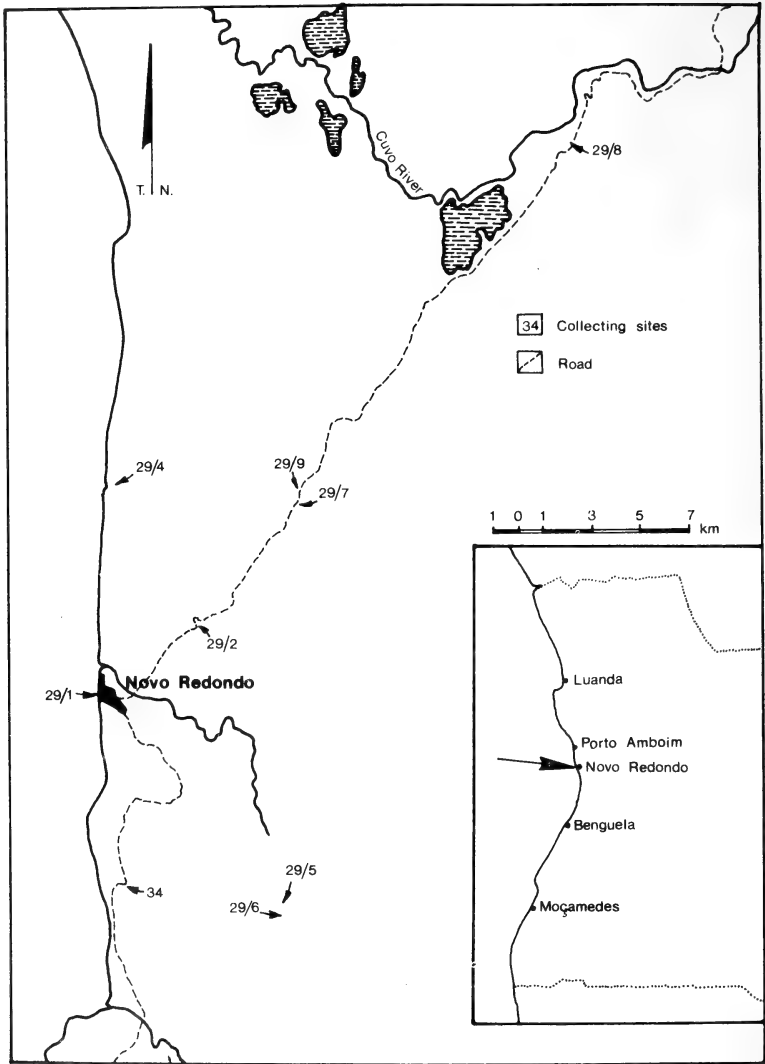 T. N.
Cuvo River
29/8
34 Collecting sites
Road
29/4
29/9
29/7
1 0 1 3 5 7 km
29/2
Novo Redondo
29/1
Luanda
Porto Amboim
Novo Redondo
Benguela
29/5
34
29/6
Moçamedes